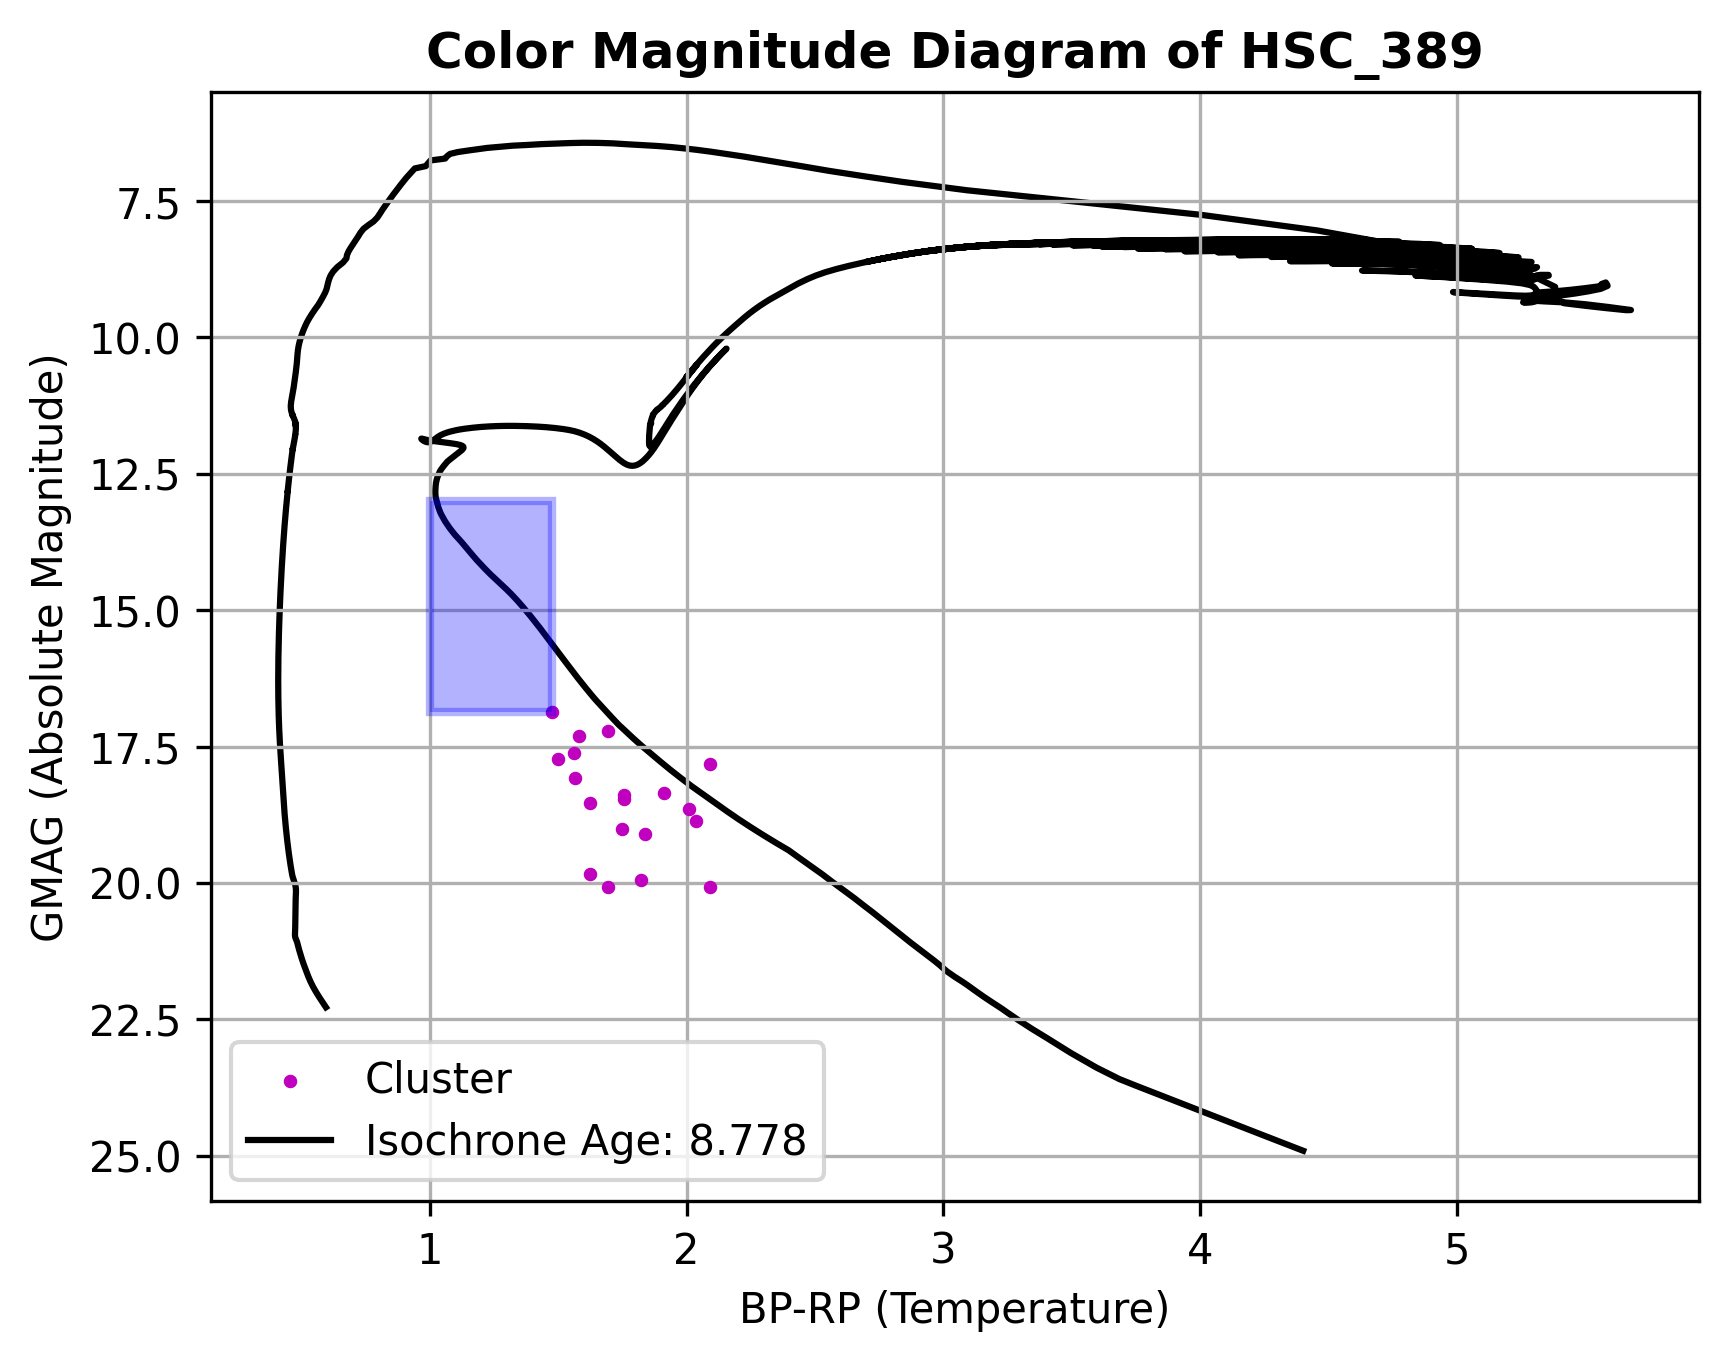 Color Magnitude Diagram of HSC_389
GMAG (Absolute Magnitude)
7.5
10.0
12.5
15.0
17.5
20.0
22.5
25.0
Cluster
Isochrone Age: 8.778
1 2 3 4 5
BP-RP (Temperature)